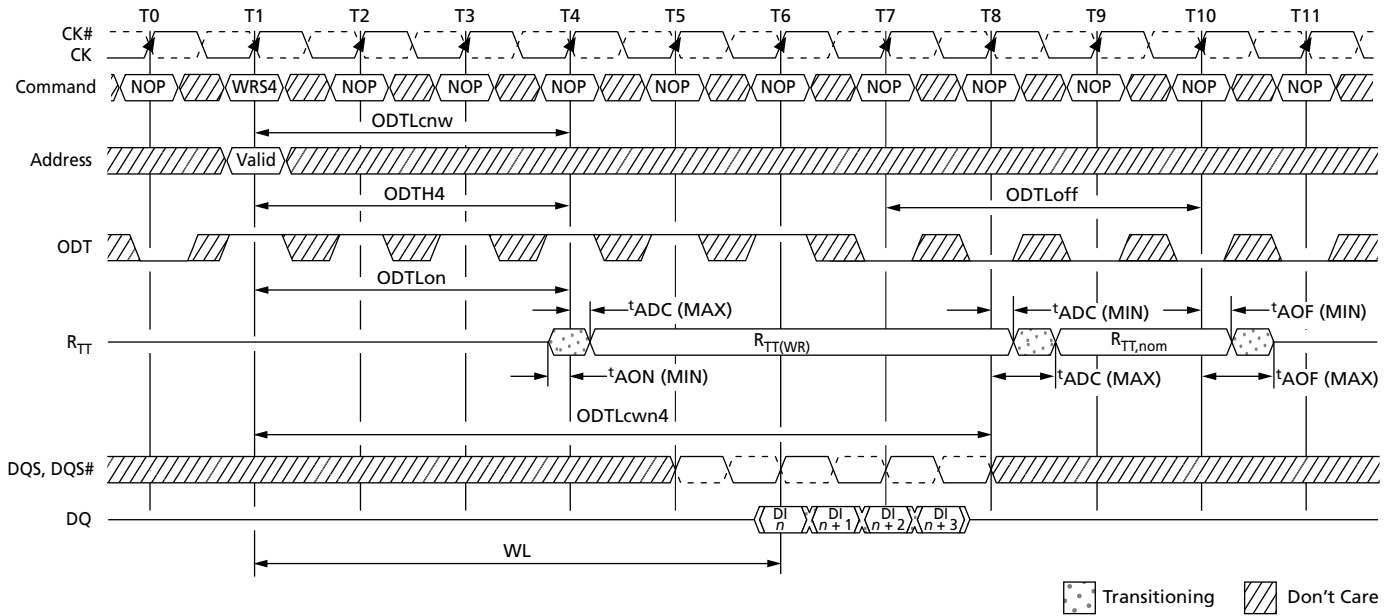 T0 T1 T2 T3 T4 T5 T6 T7 T8 T9 T10 T11
CK#
CK
Command NOP WRS4 NOP NOP NOP NOP NOP NOP NOP NOP NOP NOP
ODTLcnw
Address Valid
ODTH4 ODTLoff
ODT
ODTLon
tADC (MAX) tADC (MIN) tAOF (MIN)
RTT RTT(WR) RTT,nom
tAON (MIN) tADC (MAX) tAOF (MAX)
ODTLcwn4
DQS, DQS#
DQ DI n DI n + 1 DI n + 2 DI n + 3
WL
Transitioning Don't Care